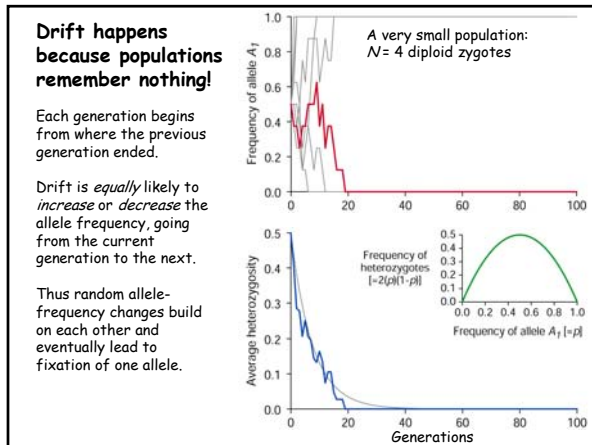 Drift happens
because populations
remember nothing!
Each generation begins
from where the previous
generation ended.
Drift is equally likely to
increase or decrease the
allele frequency, going
from the current
generation to the next.
Thus random allele-
frequency changes build
on each other and
eventually lead to
fixation of one allele.
A very small population:
N = 4 diploid zygotes
Frequency of allele A1
1.0
0.8
0.6
0.4
0.2
0.0
0 20 40 60 80 100
Average heterozygosity
0.5
0.4
0.3
0.2
0.1
0.0
0 20 40 60 80 100
Generations
Frequency of
heterozygotes
[=2(p)(1-p)]
0.5
0.4
0.3
0.2
0.1
0.0
0.0 0.2 0.4 0.6 0.8 1.0
Frequency of allele A1 [=p]